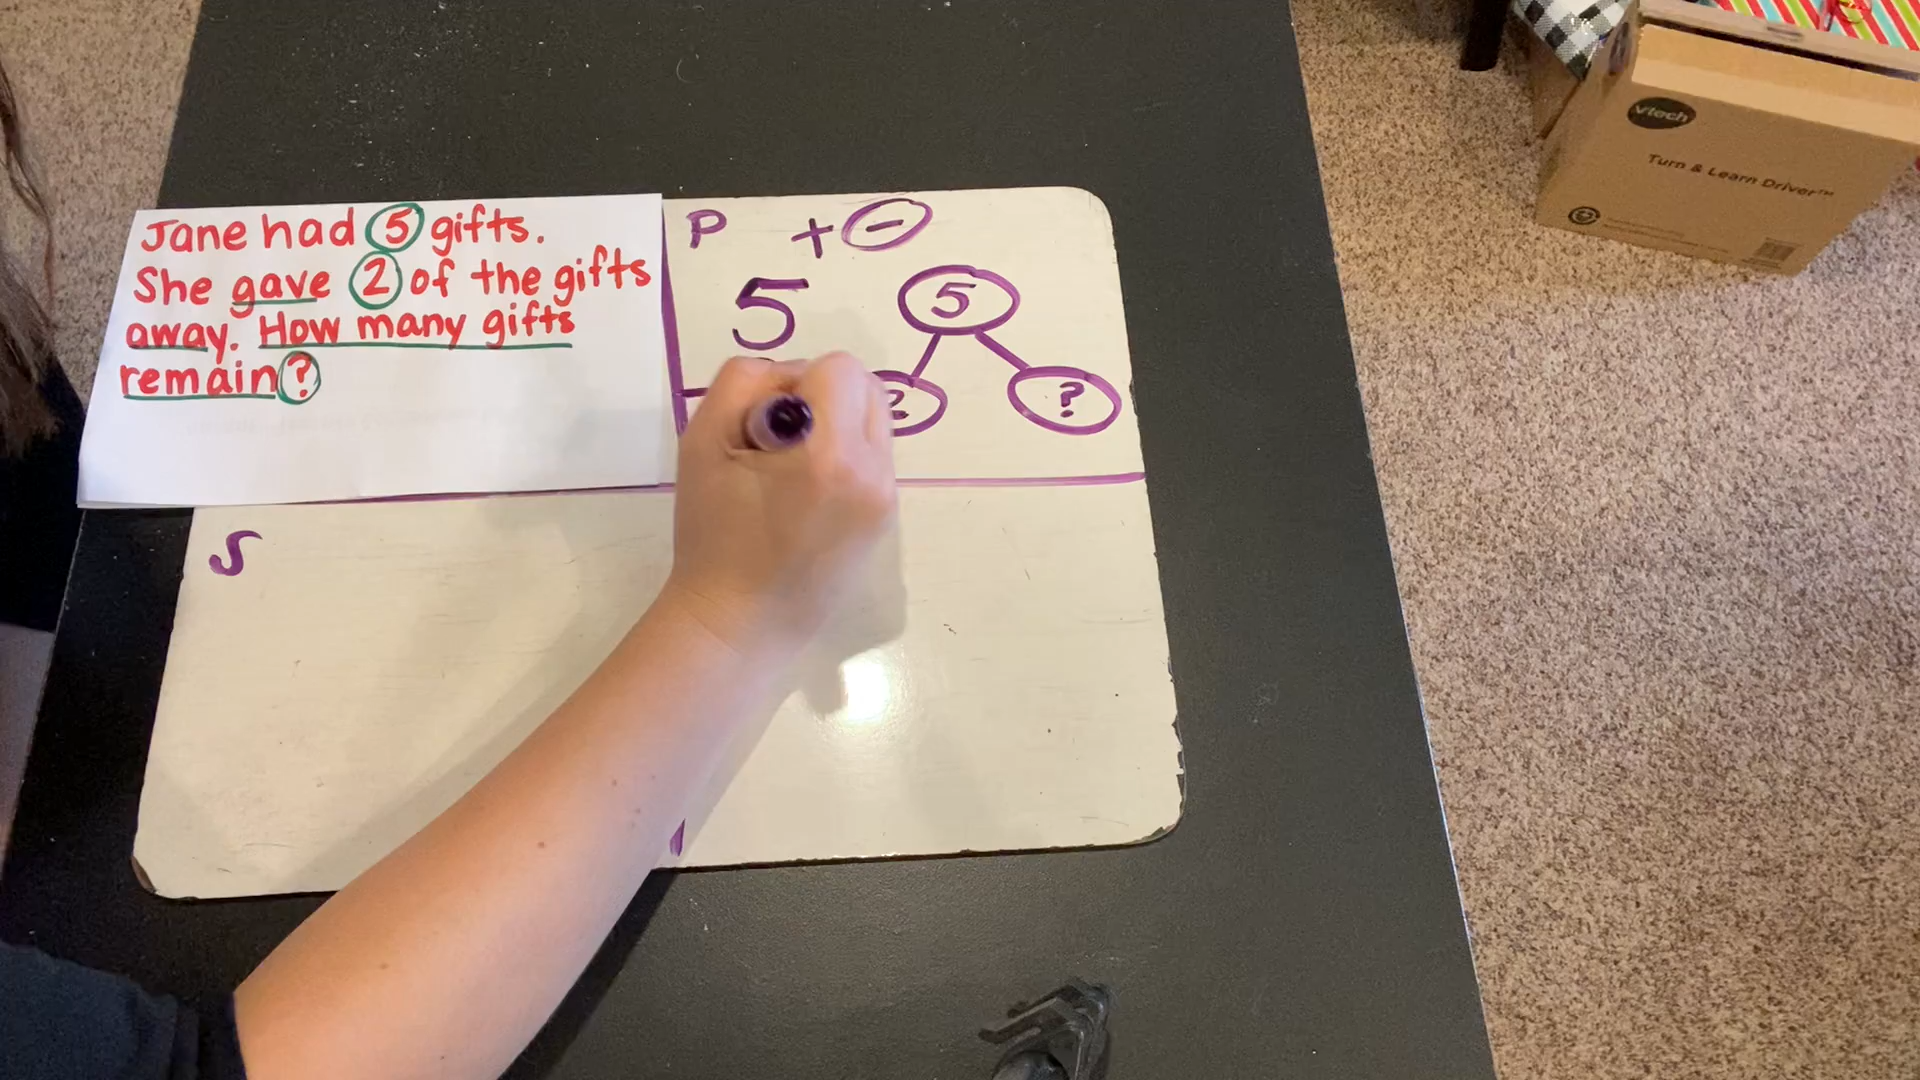 Jane had 5 gifts.
She gave 2 of the gifts
away. How many gifts
remain?
P + -
5
5
2 ?
S
vtech
Turn & Learn Driver™